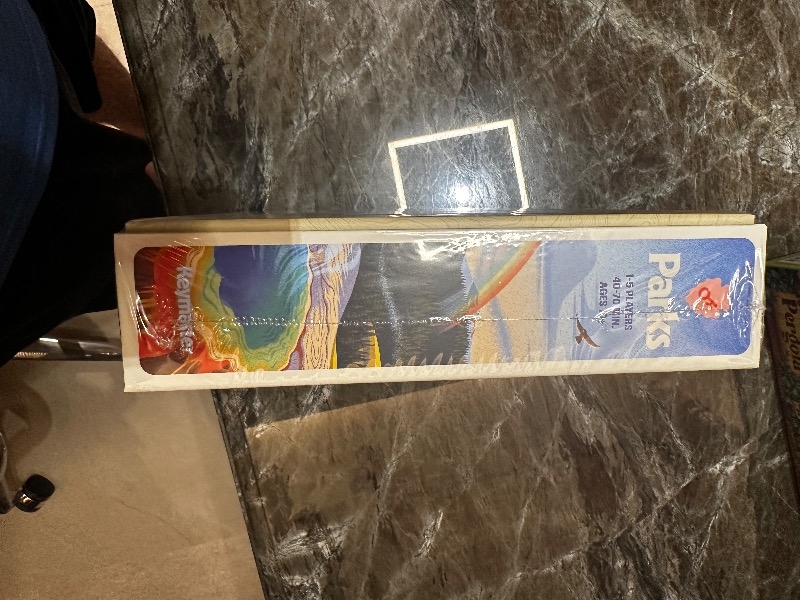 Parks
1-5 PLAYERS
40-70 MIN.
AGES
Keymaster